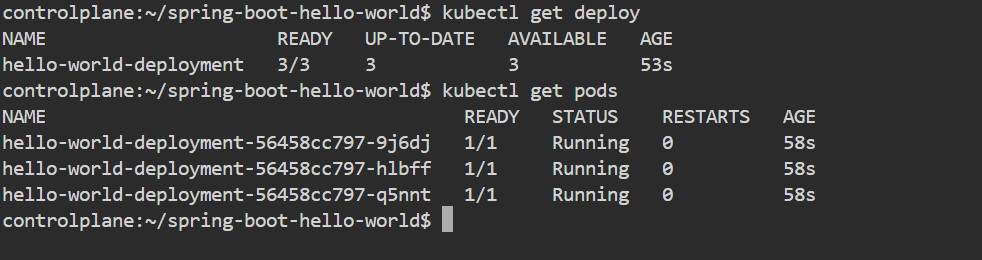 controlplane:~/spring-boot-hello-world$ kubectl get deploy
NAME                     READY   UP-TO-DATE   AVAILABLE   AGE
hello-world-deployment   3/3     3            3           53s
controlplane:~/spring-boot-hello-world$ kubectl get pods
NAME                                      READY   STATUS    RESTARTS   AGE
hello-world-deployment-56458cc797-9j6dj   1/1     Running   0          58s
hello-world-deployment-56458cc797-hlbff   1/1     Running   0          58s
hello-world-deployment-56458cc797-q5nnt   1/1     Running   0          58s
controlplane:~/spring-boot-hello-world$